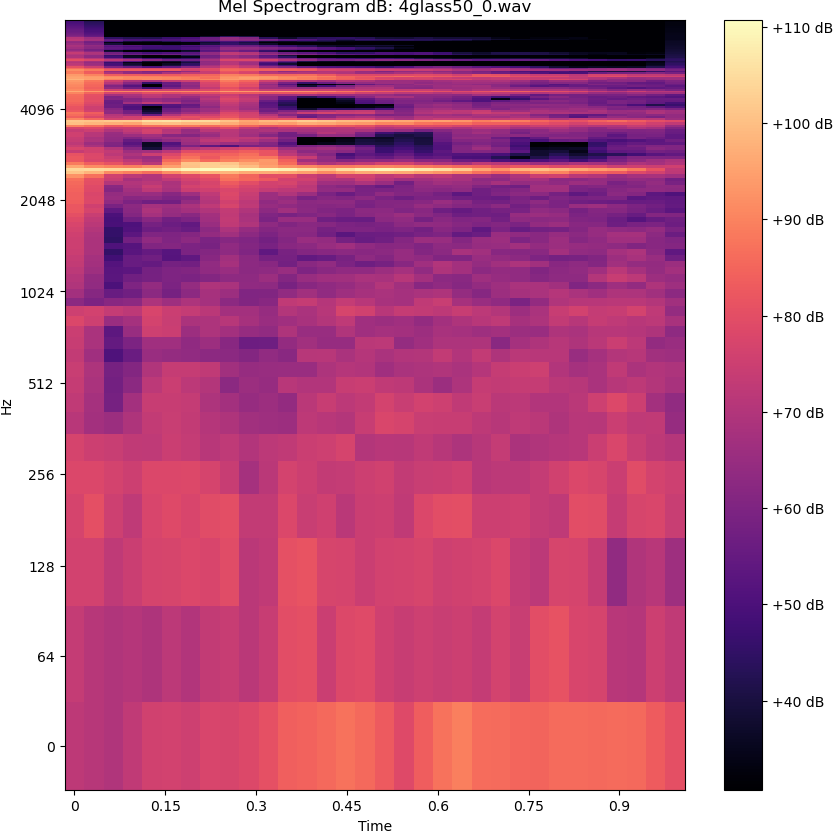 Mel Spectrogram dB: 4glass50_0.wav
+110 dB
+100 dB
+90 dB
+80 dB
+70 dB
+60 dB
+50 dB
+40 dB
4096
2048
1024
512
256
128
64
0
Hz
0 0.15 0.3 0.45 0.6 0.75 0.9
Time